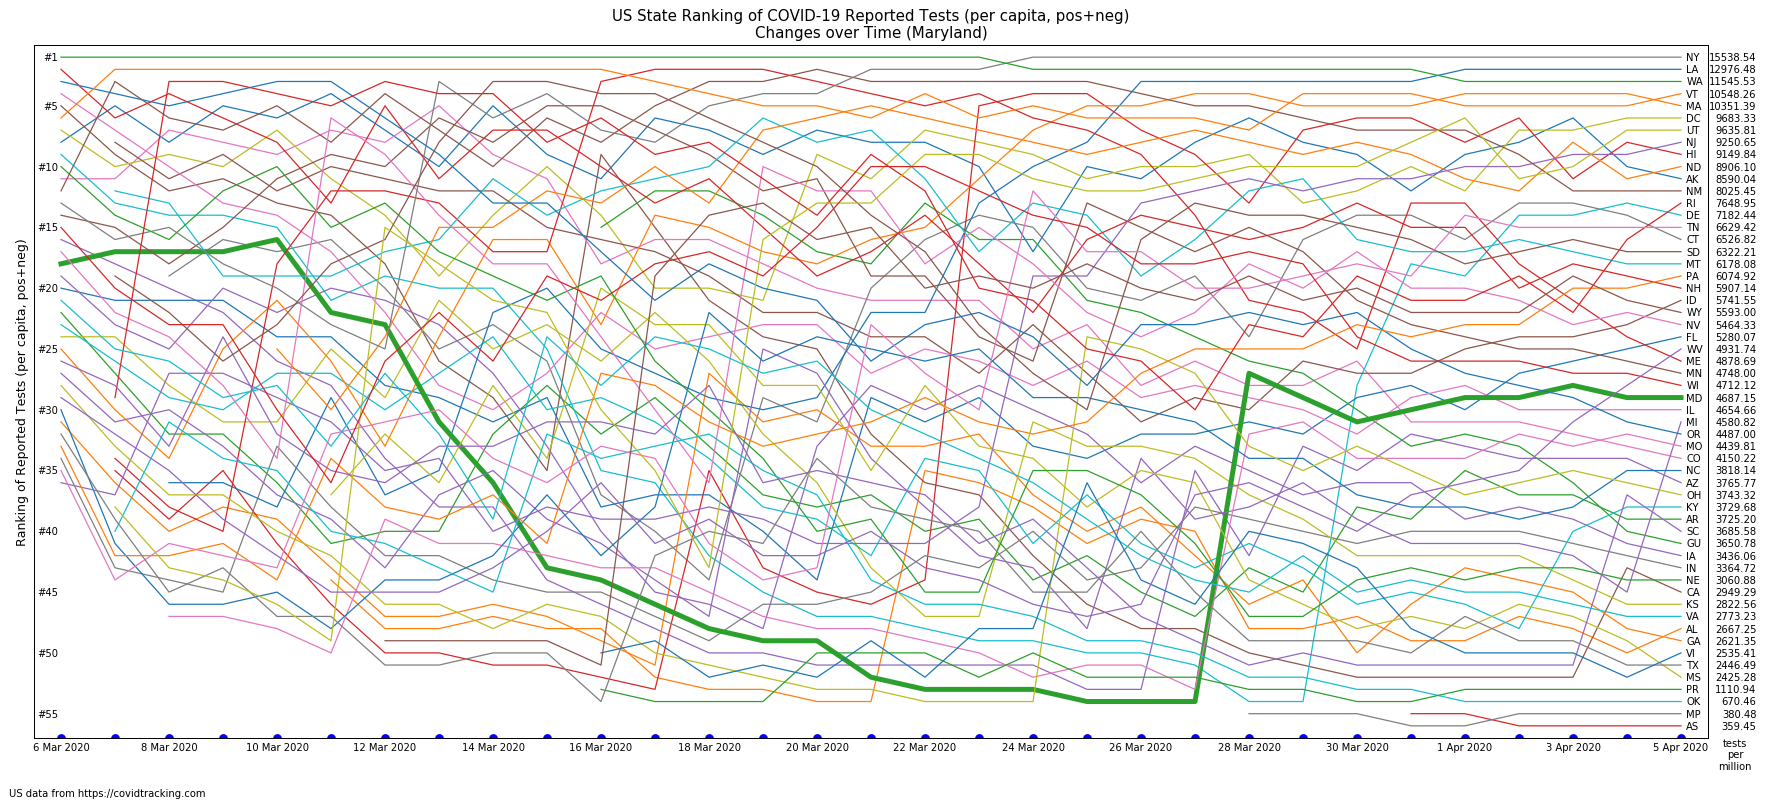 US State Ranking of COVID-19 Reported Tests (per capita, pos+neg)
Changes over Time (Maryland)
Ranking of Reported Tests (per capita, pos+neg)
#1
#5
#10
#15
#20
#25
#30
#35
#40
#45
#50
#55
NY 15538.54
LA 12976.48
WA 11545.53
VT 10548.26
MA 10351.39
DC 9683.33
UT 9635.81
NJ 9250.65
HI 9149.84
ND 8906.10
AK 8590.04
NM 8025.45
RI 7648.95
DE 7182.44
TN 6629.42
CT 6526.82
SD 6322.21
MT 6178.08
PA 6074.92
NH 5907.14
ID 5741.55
WY 5593.00
NV 5464.33
FL 5280.07
WV 4931.74
ME 4878.69
MN 4748.00
WI 4712.12
MD 4687.15
IL 4654.66
MI 4580.82
OR 4487.00
MO 4439.81
CO 4150.22
NC 3818.14
AZ 3765.77
OH 3743.32
KY 3729.68
AR 3725.20
SC 3685.58
GU 3650.78
IA 3436.06
IN 3364.72
NE 3060.88
CA 2949.29
KS 2822.56
VA 2773.23
AL 2667.25
GA 2621.35
VI 2535.41
TX 2446.49
MS 2425.28
PR 1110.94
OK 670.46
MP 380.48
AS 359.45
6 Mar 2020 8 Mar 2020 10 Mar 2020 12 Mar 2020 14 Mar 2020 16 Mar 2020 18 Mar 2020 20 Mar 2020 22 Mar 2020 24 Mar 2020 26 Mar 2020 28 Mar 2020 30 Mar 2020 1 Apr 2020 3 Apr 2020 5 Apr 2020
tests
per
million
US data from https://covidtracking.com